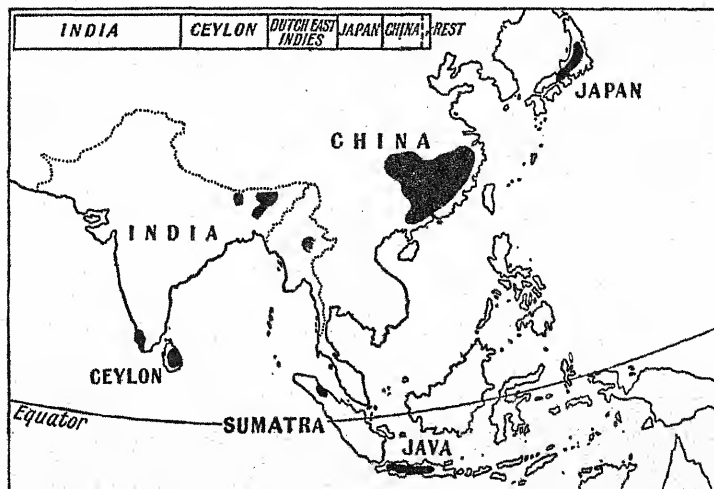 INDIA
CEYLON
DUTCH EAST
INDIES
JAPAN
CHINA
REST
JAPAN
CHINA
INDIA
CEYLON
Equator
SUMATRA
JAVA